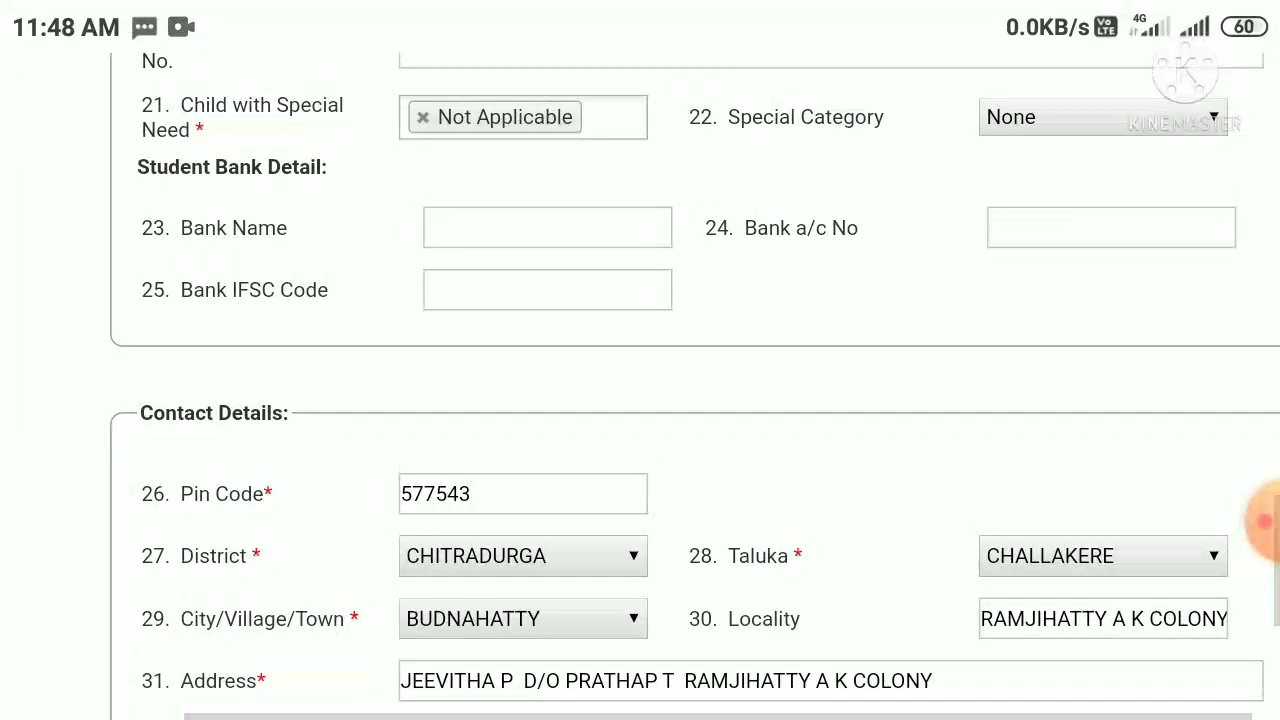 11:48 AM 0.0KB/s Vo LTE 4G 60
No.
21. Child with Special Need * × Not Applicable 22. Special Category None
KINEMASTER
Student Bank Detail:
23. Bank Name 24. Bank a/c No
25. Bank IFSC Code
Contact Details:
26. Pin Code* 577543
27. District * CHITRADURGA 28. Taluka * CHALLAKERE
29. City/Village/Town * BUDNAHATTY 30. Locality RAMJIHATTY A K COLONY
31. Address* JEEVITHA P D/O PRATHAP T RAMJIHATTY A K COLONY